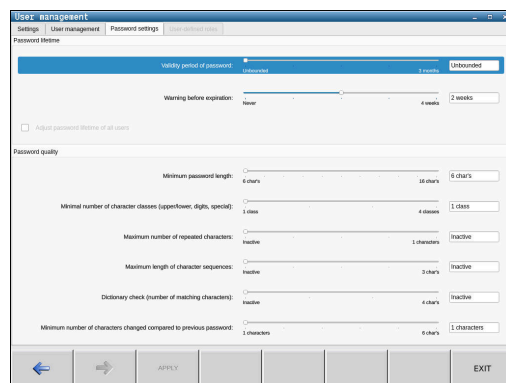 User management
Settings User management Password settings User defined roles
Password lifetime
Validity period of password: Unbounded 3 months Unbounded
Warning before expiration: Never 4 weeks 2 weeks
Adjust password lifetime of all users
Password quality
Minimum password length: 6 char's 16 char's 6 char's
Minimal number of character classes (upper/lower, digits, special): 1 class 4 classes 1 class
Maximum number of repeated characters: Inactive 1 characters Inactive
Maximum length of character sequences: Inactive 3 char's Inactive
Dictionary check (number of matching characters): Inactive 4 char's Inactive
Minimum number of characters changed compared to previous password: 1 characters 6 char's 1 characters
APPLY EXIT